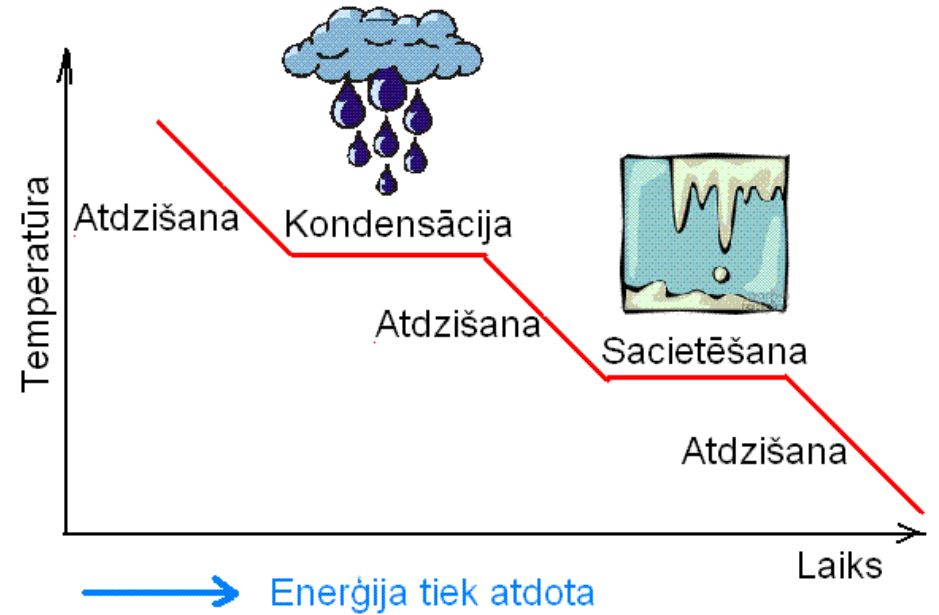 Temperatūra
Atdzišana
Kondensācija
Atdzišana
Sacietēšana
Atdzišana
Laiks
Enerģija tiek atdota